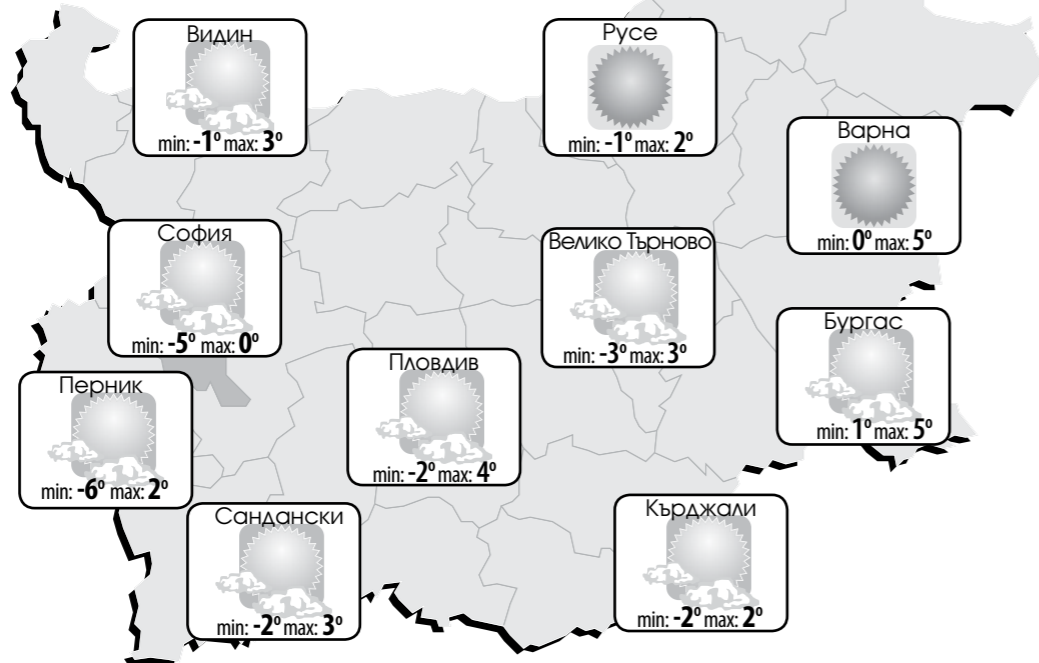 Видин
min: -1° max: 3°
Русе
min: -1° max: 2°
Варна
min: 0° max: 5°
София
min: -5° max: 0°
Велико Търново
min: -3° max: 3°
Бургас
min: 1° max: 5°
Пловдив
min: -2° max: 4°
Перник
min: -6° max: 2°
Сандански
min: -2° max: 3°
Кърджали
min: -2° max: 2°